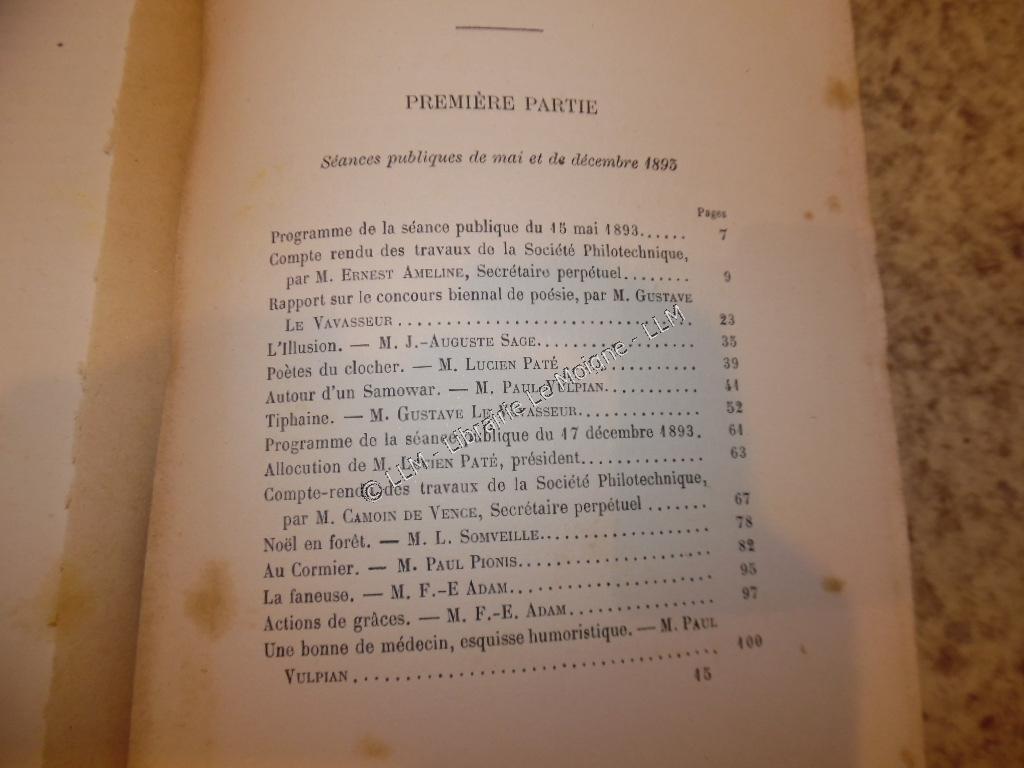 PREMIÈRE PARTIE
Séances publiques de mai et de décembre 1893
Pages
Programme de la séance publique du 15 mai 1893...... 7
Compte rendu des travaux de la Société Philotechnique,
par M. ERNEST AMELINE, Secrétaire perpétuel........ 9
Rapport sur le concours biennal de poésie, par M. GUSTAVE
LE VAVASSEUR.............................. 23
L'Illusion. — M. J.-AUGUSTE SAGE.................. 35
Poètes du clocher. — M. LUCIEN PATÉ............... 39
Autour d'un Samowar. — M. PAUL VULPIAN........... 41
Tiphaine. — M. GUSTAVE LE VAVASSEUR............. 52
Programme de la séance publique du 17 décembre 1893. 61
Allocution de M. LUCIEN PATÉ, président............. 63
Compte-rendu des travaux de la Société Philotechnique,
par M. CAMOIN DE VENCE, Secrétaire perpétuel....... 67
Noël en forêt. — M. L. SOMVEILLE.................. 78
Au Cormier. — M. PAUL PIONIS..................... 82
La faneuse. — M. F.-E ADAM....................... 95
Actions de grâces. — M. F.-E. ADAM................ 97
Une bonne de médecin, esquisse humoristique. — M. PAUL
VULPIAN..................................... 100
15
© LLM - Librairie Le Moigne - LLM